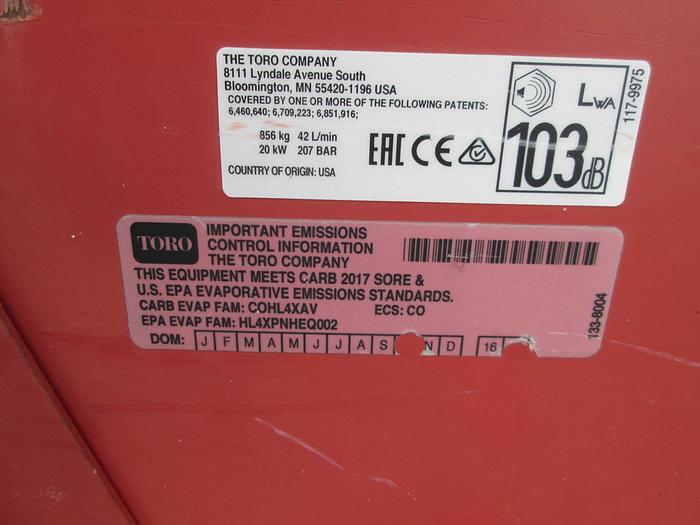 THE TORO COMPANY
8111 Lyndale Avenue South
Bloomington, MN 55420-1196 USA
COVERED BY ONE OR MORE OF THE FOLLOWING PATENTS:
6,460,640; 6,709,223; 6,851,916;
856 kg 42 L/min
20 kW 207 BAR
COUNTRY OF ORIGIN: USA
EAC CE
LWA
103 dB
117-9975
TORO
IMPORTANT EMISSIONS
CONTROL INFORMATION
THE TORO COMPANY
THIS EQUIPMENT MEETS CARB 2017 SORE &
U.S. EPA EVAPORATIVE EMISSIONS STANDARDS.
CARB EVAP FAM: COHL4XAV ECS: CO
EPA EVAP FAM: HL4XPNHEQ002
DOM: J F M A M J J A S N D 16
133-8004